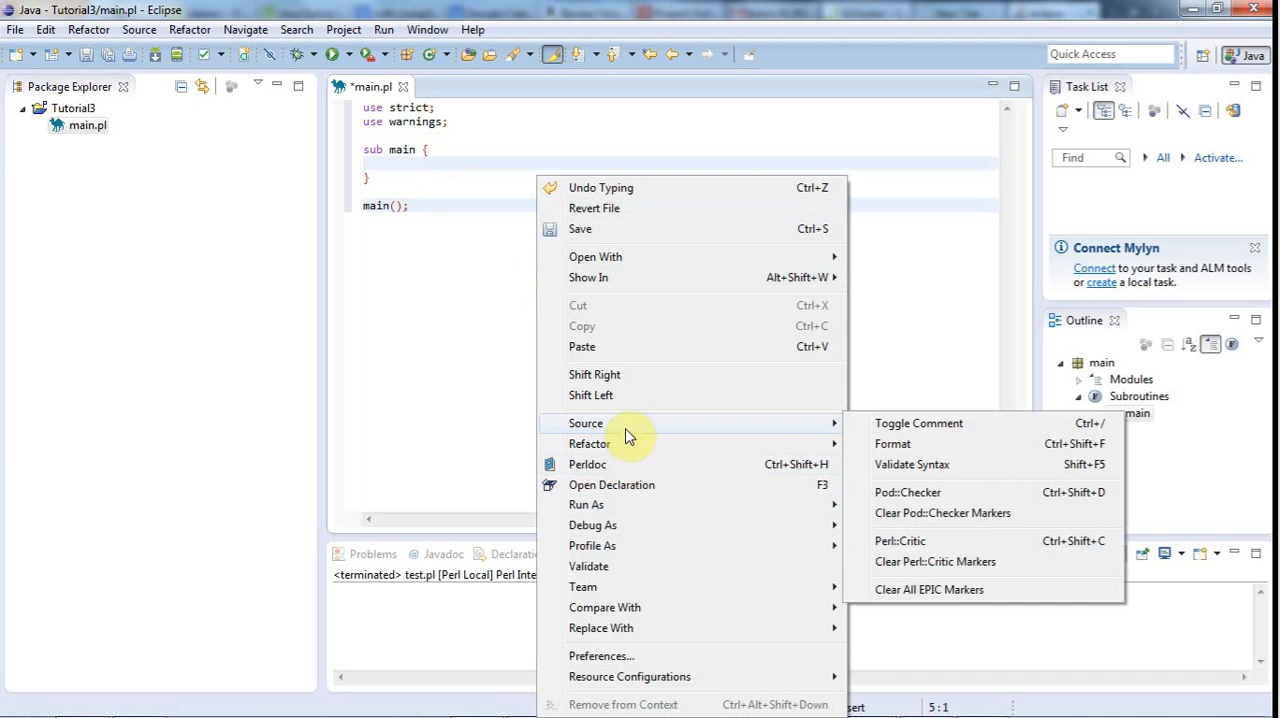 Java - Tutorial3/main.pl - Eclipse
File Edit Refactor Source Refactor Navigate Search Project Run Window Help
Quick Access
Java
Package Explorer
Tutorial3
main.pl
*main.pl
use strict;
use warnings;
sub main {
}
main();
Undo Typing Ctrl+Z
Revert File
Save Ctrl+S
Open With
Show In Alt+Shift+W
Cut Ctrl+X
Copy Ctrl+C
Paste Ctrl+V
Shift Right
Shift Left
Source
Refactor
Perldoc Ctrl+Shift+H
Open Declaration F3
Run As
Debug As
Profile As
Validate
Team
Compare With
Replace With
Preferences...
Resource Configurations
Remove from Context Ctrl+Alt+Shift+Down
Toggle Comment Ctrl+/
Format Ctrl+Shift+F
Validate Syntax Shift+F5
Pod::Checker Ctrl+Shift+D
Clear Pod::Checker Markers
Perl::Critic Ctrl+Shift+C
Clear Perl::Critic Markers
Clear All EPIC Markers
Task List
Find All Activate...
Connect Mylyn
Connect to your task and ALM tools
or create a local task.
Outline
main
Modules
Subroutines
main
Problems @ Javadoc Declarati
<terminated> test.pl [Perl Local] Perl Inte
sert 5:1